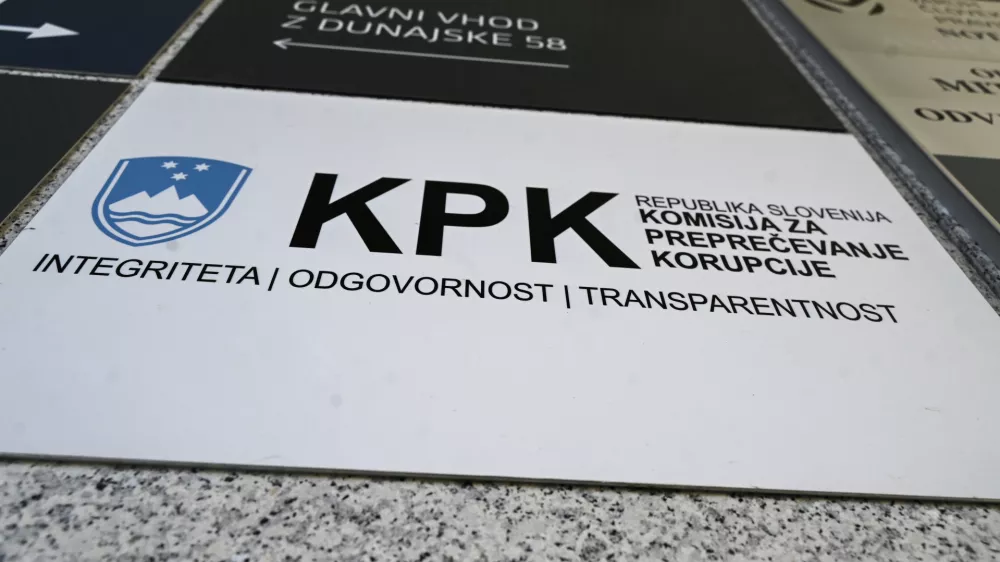 GLAVNI VHOD
Z DUNAJSKE 58
KPK
REPUBLIKA SLOVENIJA
KOMISIJA ZA
PREPREČEVANJE
KORUPCIJE
INTEGRITETA | ODGOVORNOST | TRANSPARENTNOST